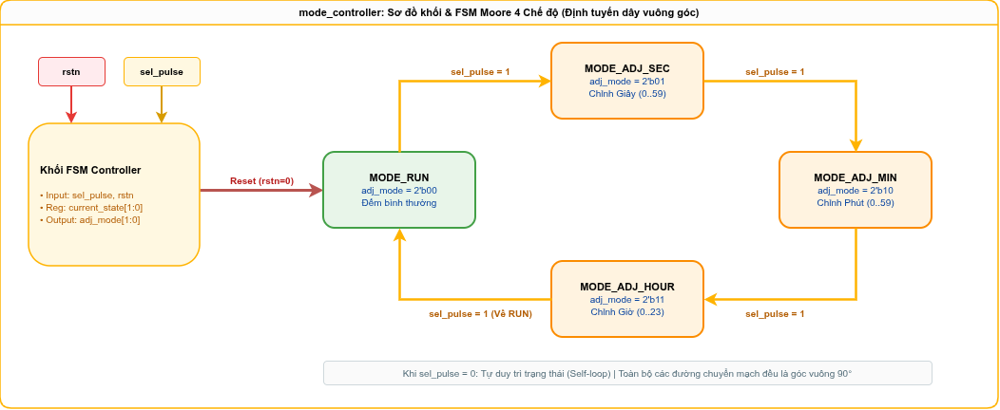 mode_controller: Sơ đồ khối & FSM Moore 4 Chế độ (Định tuyến dây vuông góc)
rstn
sel_pulse
Khối FSM Controller
• Input: sel_pulse, rstn
• Reg: current_state[1:0]
• Output: adj_mode[1:0]
Reset (rstn=0)
MODE_RUN
adj_mode = 2'b00
Đếm bình thường
sel_pulse = 1
MODE_ADJ_SEC
adj_mode = 2'b01
Chỉnh Giây (0..59)
sel_pulse = 1
MODE_ADJ_MIN
adj_mode = 2'b10
Chỉnh Phút (0..59)
sel_pulse = 1
MODE_ADJ_HOUR
adj_mode = 2'b11
Chỉnh Giờ (0..23)
sel_pulse = 1 (Về RUN)
Khi sel_pulse = 0: Tự duy trì trạng thái (Self-loop) | Toàn bộ các đường chuyển mạch đều là góc vuông 90°